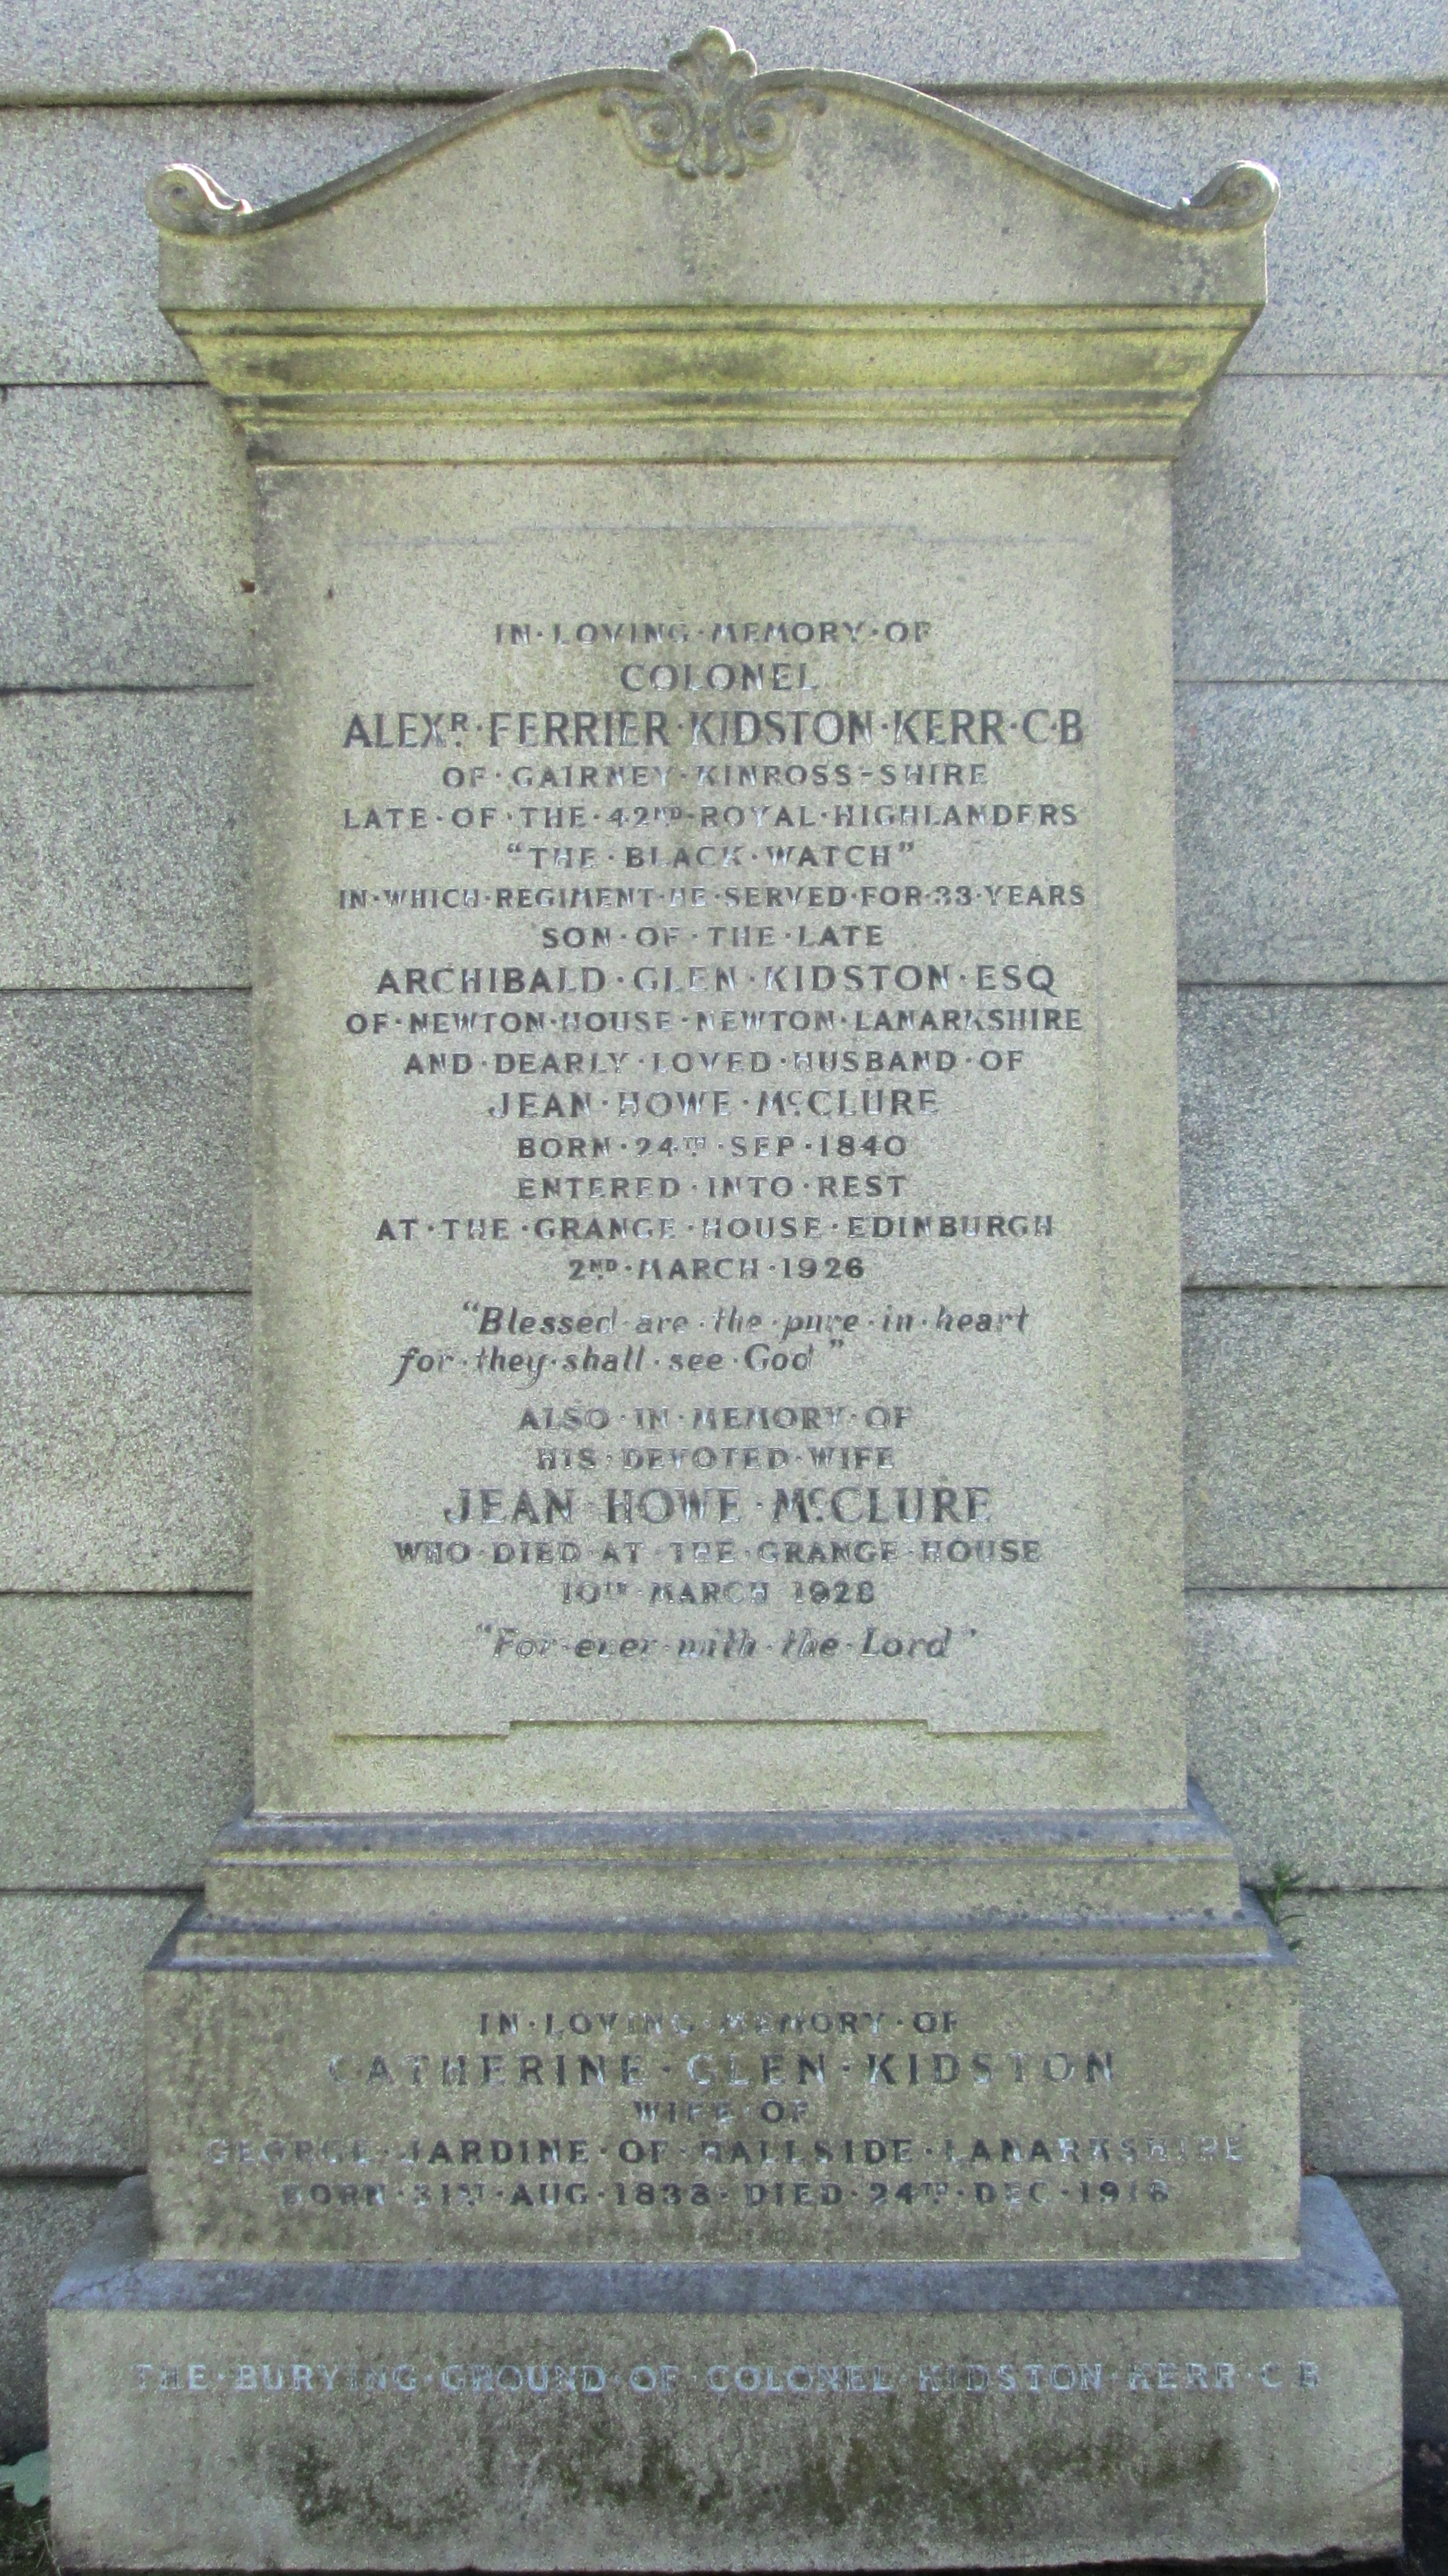 IN·LOVING·MEMORY·OF
COLONEL
ALEXR·FERRIER·KIDSTON·KERR·C·B
OF·GAIRNEY·KINROSS-SHIRE
LATE·OF·THE·42ND·ROYAL·HIGHLANDERS
“THE·BLACK·WATCH”
IN·WHICH·REGIMENT·HE·SERVED·FOR·33·YEARS
SON·OF·THE·LATE
ARCHIBALD·GLEN·KIDSTON·ESQ
OF·NEWTON·HOUSE·NEWTON·LANARKSHIRE
AND·DEARLY·LOVED·HUSBAND·OF
JEAN·HOWE·McCLURE
BORN·24TH·SEP·1840
ENTERED·INTO·REST
AT·THE·GRANGE·HOUSE·EDINBURGH
2ND·MARCH·1926
“Blessed·are·the·pure·in·heart
for·they·shall·see·God”
ALSO·IN·MEMORY·OF
HIS·DEVOTED·WIFE
JEAN·HOWE·McCLURE
WHO·DIED·AT·THE·GRANGE·HOUSE
10TH·MARCH·1928
“For·ever·with·the·Lord”
IN·LOVING·MEMORY·OF
CATHERINE·GLEN·KIDSTON
WIFE·OF
GEORGE·JARDINE·OF·HALLSIDE·LANARKSHIRE
BORN·31ST·AUG·1838·DIED·24TH·DEC·1918
THE·BURYING·GROUND·OF·COLONEL·KIDSTON·KERR·C·B